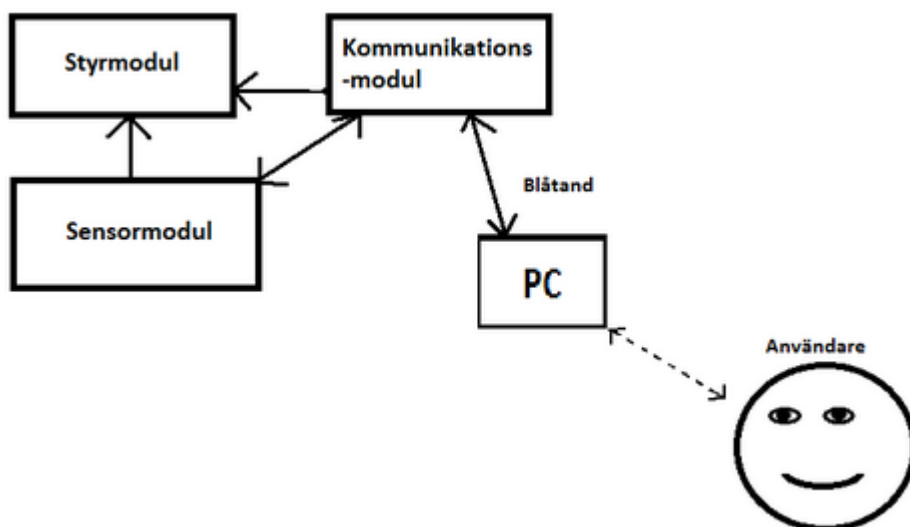 Styrmodul
Kommunikations
-modul
Sensormodul
Blåtand
PC
Användare